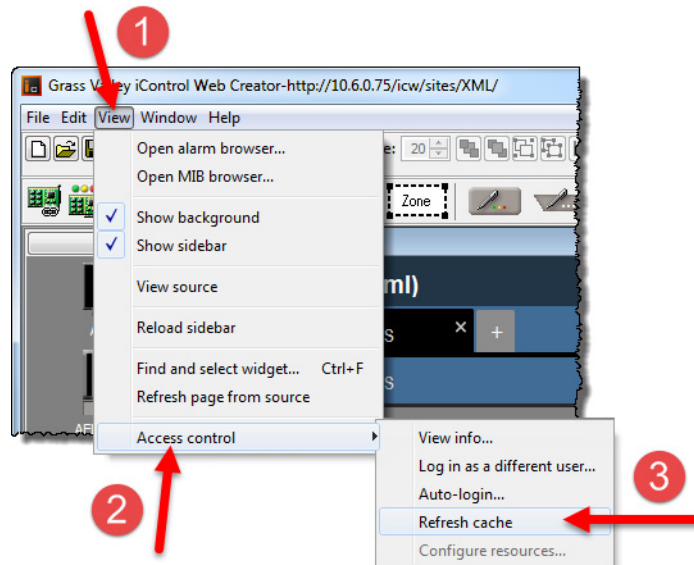 1
Grass Valley iControl Web Creator-http://10.6.0.75/icw/sites/XML/
File Edit View Window Help
Open alarm browser...
e: 20
Open MIB browser...
Zone
Show background
Show sidebar
View source
ml)
Reload sidebar
s × +
Find and select widget... Ctrl+F
s
Refresh page from source
Access control
View info...
Log in as a different user...
Auto-login...
Refresh cache
Configure resources...
2
3